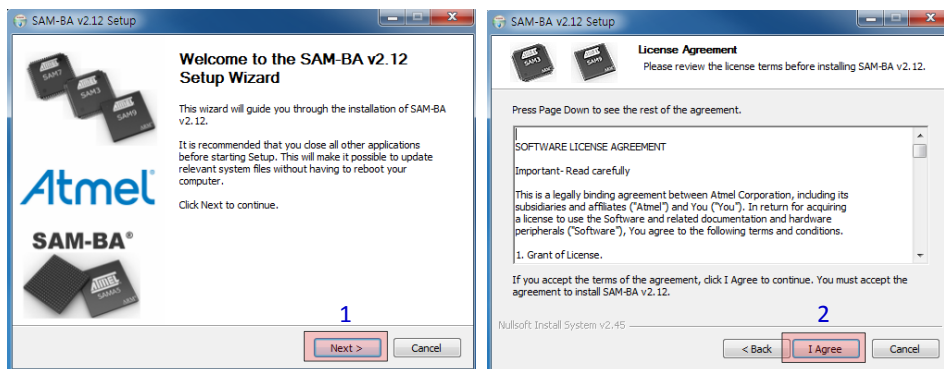 SAM-BA v2.12 Setup
Welcome to the SAM-BA v2.12
Setup Wizard
This wizard will guide you through the installation of SAM-BA
v2.12.
It is recommended that you close all other applications
before starting Setup. This will make it possible to update
relevant system files without having to reboot your
computer.
Click Next to continue.
SAM7
SAM3
SAM9
Atmel
SAM-BA®
ATMEL
SAMA5
1
Next >
Cancel
SAM-BA v2.12 Setup
SAM3
SAM9
License Agreement
Please review the license terms before installing SAM-BA v2.12.
Press Page Down to see the rest of the agreement.
SOFTWARE LICENSE AGREEMENT
Important- Read carefully
This is a legally binding agreement between Atmel Corporation, including its
subsidiaries and affiliates ("Atmel") and You ("You"). In return for acquiring
a license to use the Software and related documentation and hardware
peripherals ("Software"), You agree to the following terms and conditions.
1. Grant of License.
If you accept the terms of the agreement, click I Agree to continue. You must accept the
agreement to install SAM-BA v2.12.
Nullsoft Install System v2.45
2
< Back
I Agree
Cancel